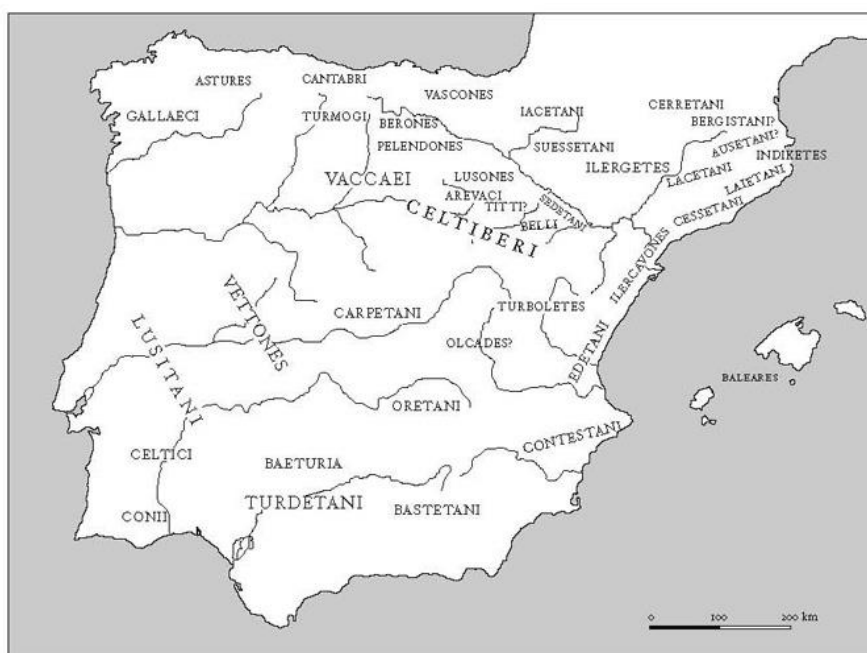 CANTABRI
ASTURES
VASCONES
IACETANI
CERRETANI
GALLAECI
TURMOGI
BERONES
BERGISTANI?
AUSETANI?
PELENDONES
SUESSETANI
ILERGETES
INDIKETES
LACETANI
LAIETANI
VACCAEI
LUSONES
AREVACI
TITTI?
SEDETANI
CESSETANI
CELTIBERI
BELLI
ILERCAVONES
VETTONES
CARPETANI
TURBOLETES
LUSITANI
OLCADES?
EDETANI
BALEARES
ORETANI
CONTESTANI
CELTICI
BAETURIA
TURDETANI
BASTETANI
CONII
0 100 200 km